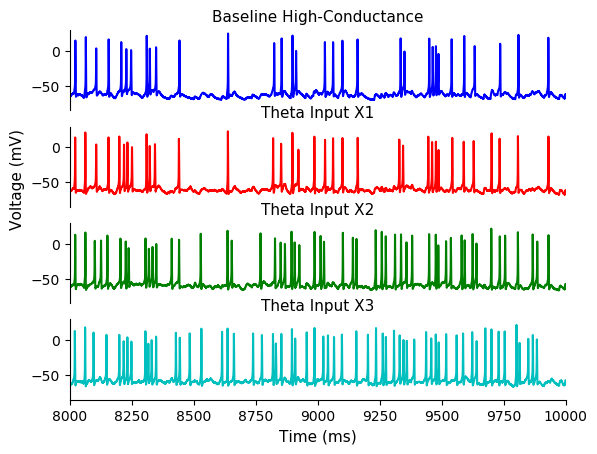 Baseline High-Conductance
0
−50
Theta Input X1
0
−50
Theta Input X2
0
−50
Theta Input X3
0
−50
Voltage (mV)
8000 8250 8500 8750 9000 9250 9500 9750 10000
Time (ms)